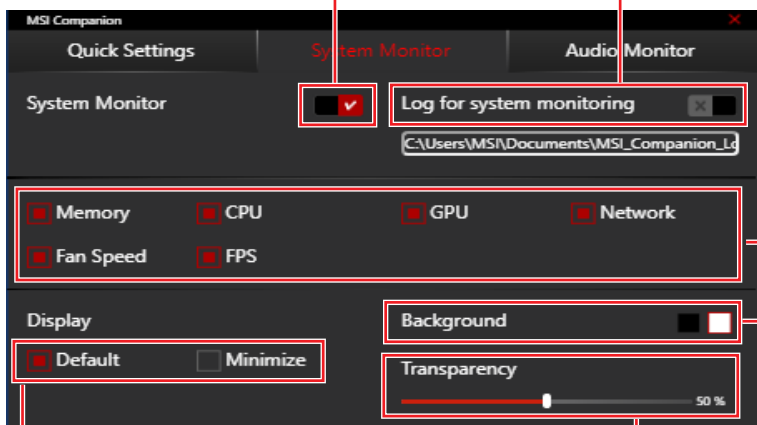 MSI Companion
Quick Settings System Monitor Audio Monitor
System Monitor Log for system monitoring
C:\Users\MSI\Documents\MSI_Companion_Lo
Memory CPU GPU Network
Fan Speed FPS
Display Background
Default Minimize Transparency
50 %